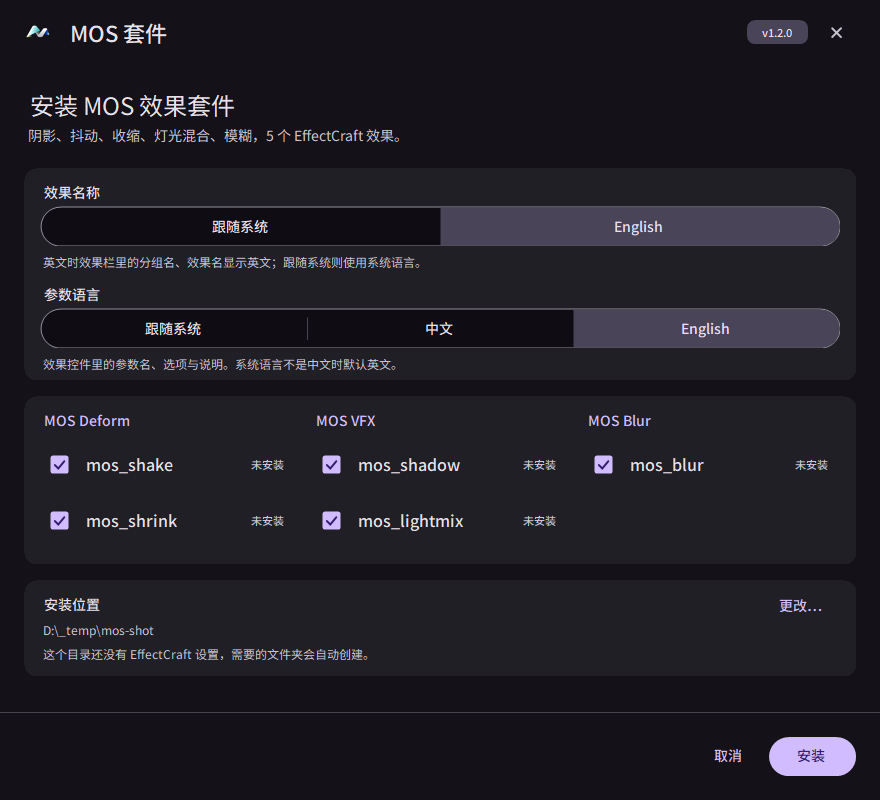 MOS 套件
v1.2.0
安装 MOS 效果套件
阴影、抖动、收缩、灯光混合、模糊，5 个 EffectCraft 效果。
效果名称
跟随系统 English
英文时效果栏里的分组名、效果名显示英文；跟随系统则使用系统语言。
参数语言
跟随系统 中文 English
效果控件里的参数名、选项与说明。系统语言不是中文时默认英文。
MOS Deform MOS VFX MOS Blur
mos_shake 未安装 mos_shadow 未安装 mos_blur 未安装
mos_shrink 未安装 mos_lightmix 未安装
安装位置 更改...
D:\_temp\mos-shot
这个目录还没有 EffectCraft 设置，需要的文件夹会自动创建。
取消 安装